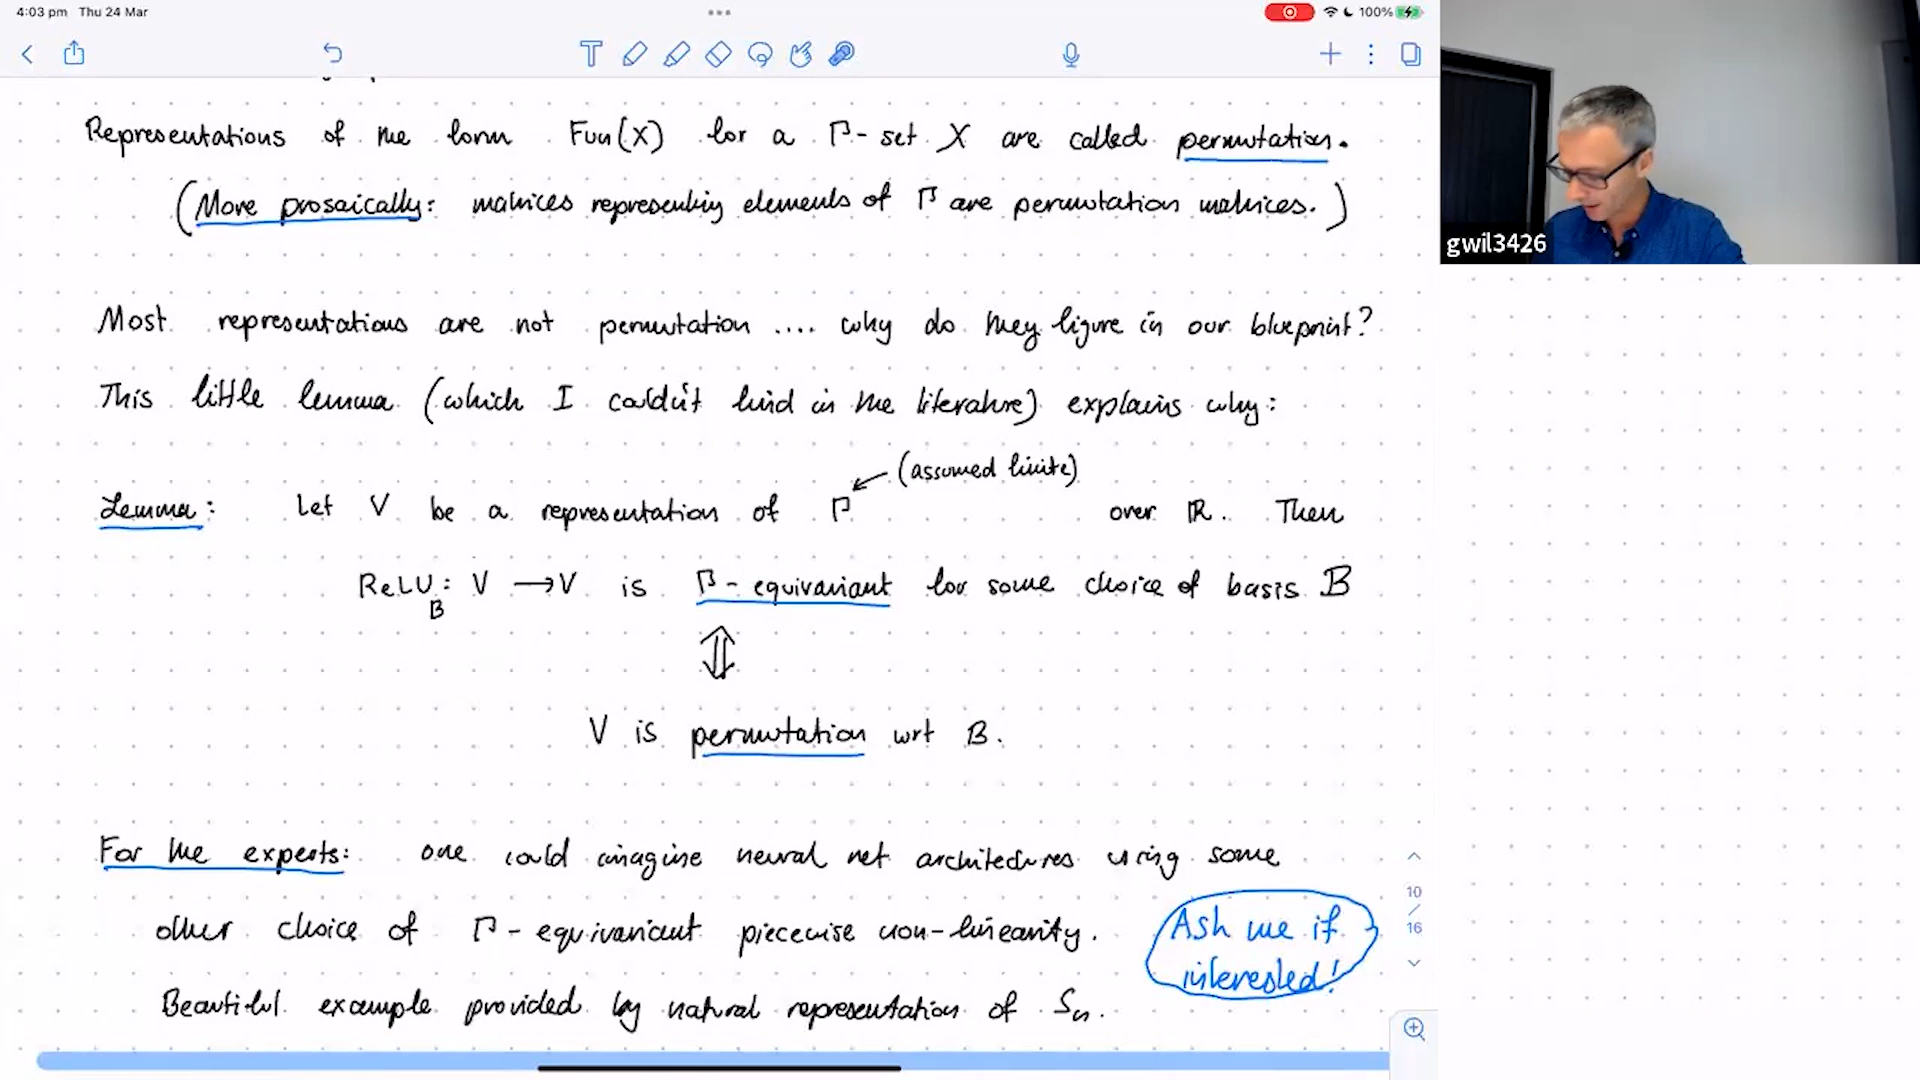 4:03 pm Thu 24 Mar
100%
Representations of the form Fun(X) for a Γ-set X are called permutation.
(More prosaically: matrices representing elements of Γ are permutation matrices.)
gwil3426
Most representations are not permutation .... why do they figure in our blueprint?
This little lemma (which I couldn't find in the literature) explains why:
(assumed finite)
Lemma: Let V be a representation of Γ over ℝ. Then
ReLU_B : V → V is Γ-equivariant for some choice of basis B
⇕
V is permutation wrt B.
For the experts: one could imagine neural net architectures using some
other choice of Γ-equivariant piecewise non-linearity.
Ask me if
interested!
Beautiful example provided by natural representation of Sₙ.
10
/
16